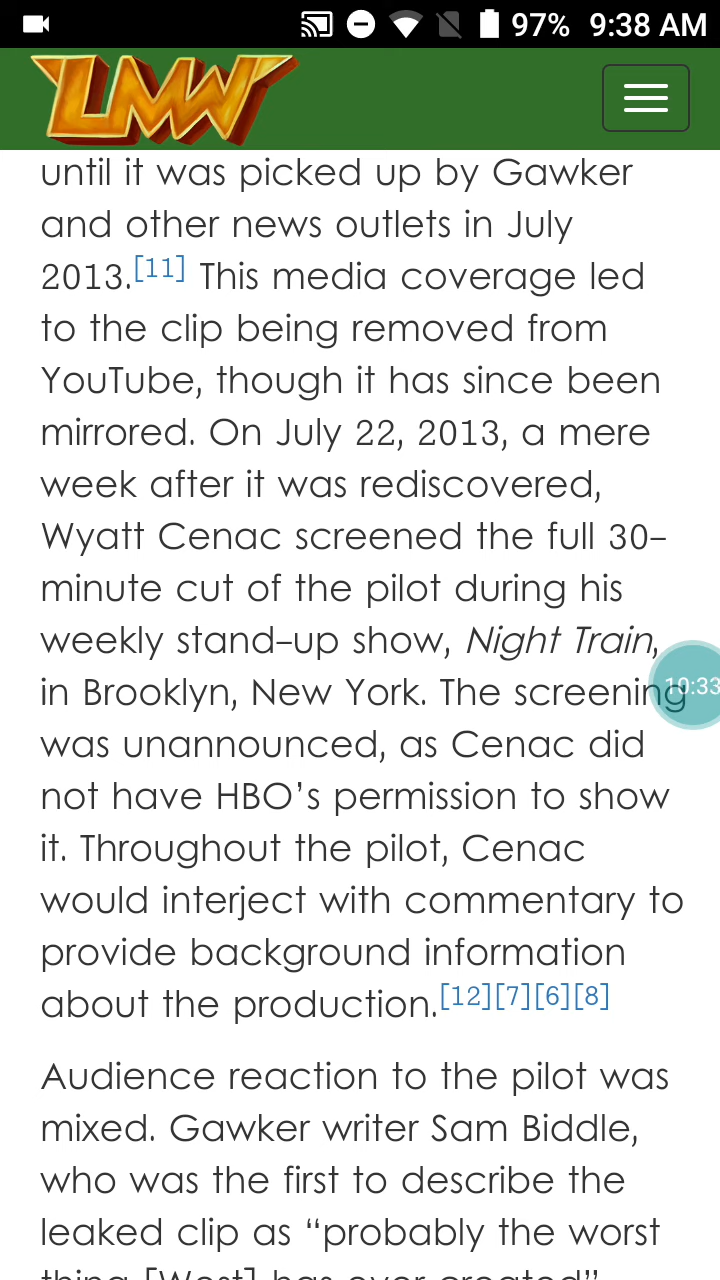 97% 9:38 AM
LMW
until it was picked up by Gawker
and other news outlets in July
2013.[11] This media coverage led
to the clip being removed from
YouTube, though it has since been
mirrored. On July 22, 2013, a mere
week after it was rediscovered,
Wyatt Cenac screened the full 30-
minute cut of the pilot during his
weekly stand-up show, Night Train,
in Brooklyn, New York. The screening
10:33
was unannounced, as Cenac did
not have HBO’s permission to show
it. Throughout the pilot, Cenac
would interject with commentary to
provide background information
about the production.[12][7][6][8]
Audience reaction to the pilot was
mixed. Gawker writer Sam Biddle,
who was the first to describe the
leaked clip as “probably the worst
thing [West] has ever created”